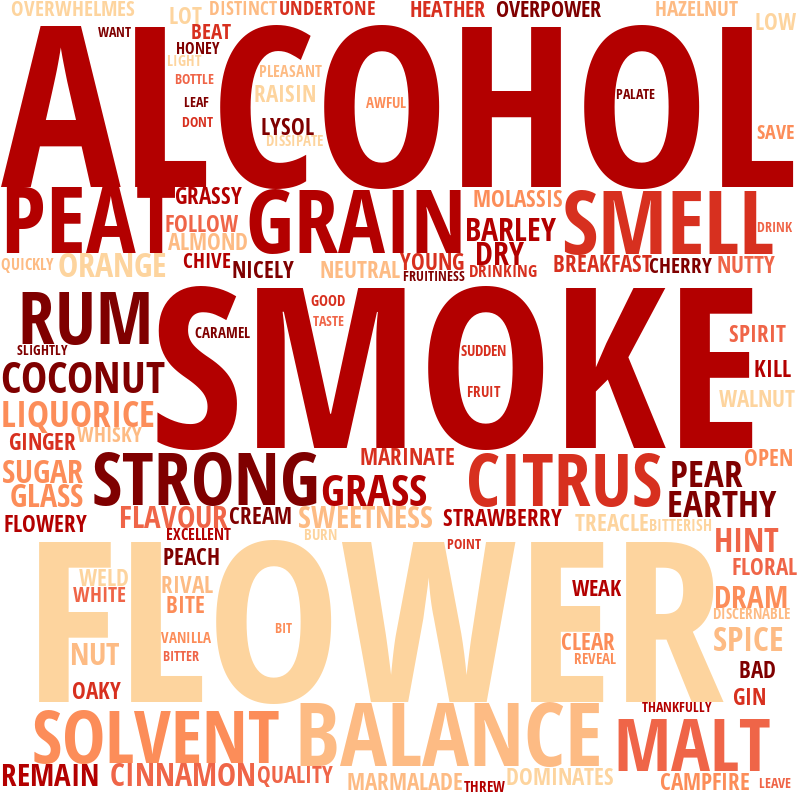 OVERWHELMES LOT DISTINCT UNDERTONE HEATHER OVERPOWER HAZELNUT LOW
WANT BEAT
HONEY
LIGHT
BOTTLE PLEASANT
LEAF RAISIN AWFUL PALATE
DONT LYSOL SAVE
DISSIPATE
ALCOHOL
PEAT GRASSY GRAIN MOLASSIS SMELL
FOLLOW BARLEY DRINK
ALMOND DRY
QUICKLY ORANGE CHIVE NICELY NEUTRAL YOUNG DRINKING BREAKFAST CHERRY NUTTY
FRUITINESS
RUM GOOD
TASTE
SLIGHTLY CARAMEL SUDDEN SPIRIT
COCONUT KILL
FRUIT WALNUT
SMOKE
LIQUORICE
GINGER WHISKY
SUGAR MARINATE OPEN
GLASS STRONG GRASS CITRUS PEAR
EARTHY
FLOWERY FLAVOUR CREAM SWEETNESS STRAWBERRY TREACLE BITTERISH
EXCELLENT BURN
PEACH POINT HINT
FLORAL
WELD RIVAL WEAK
WHITE BITE DRAM
DISCERNABLE
VANILLA BIT CLEAR SPICE
NUT BITTER REVEAL
BAD
OAKY GIN
FLOWER
THANKFULLY
SOLVENT BALANCE MALT
REMAIN CINNAMON QUALITY MARMALADE THREW DOMINATES CAMPFIRE LEAVE